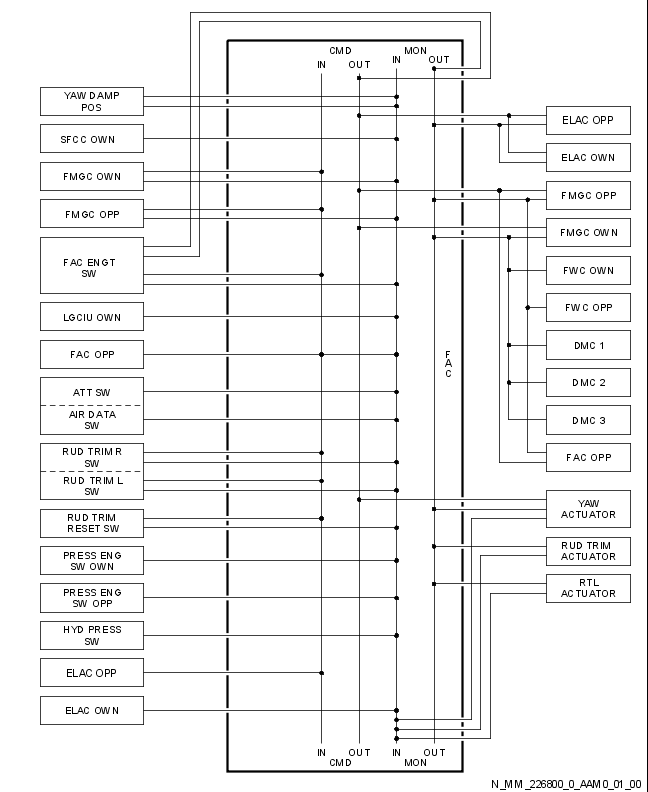 CMD
MON
IN
OUT
IN
OUT
YAW DAMP
POS
SFCC OWN
FMGC OWN
FMGC OPP
FAC ENGT
SW
LGCIU OWN
FAC OPP
ATT SW
AIR DATA
SW
RUD TRIM R
SW
RUD TRIM L
SW
RUD TRIM
RESET SW
PRESS ENG
SW OWN
PRESS ENG
SW OPP
HYD PRESS
SW
ELAC OPP
ELAC OWN
FAC
ELAC OPP
ELAC OWN
FMGC OPP
FMGC OWN
FWC OWN
FWC OPP
DMC 1
DMC 2
DMC 3
FAC OPP
YAW
ACTUATOR
RUD TRIM
ACTUATOR
RTL
ACTUATOR
IN
OUT
IN
OUT
CMD
MON
N_MM_226800_0_AAM0_01_00